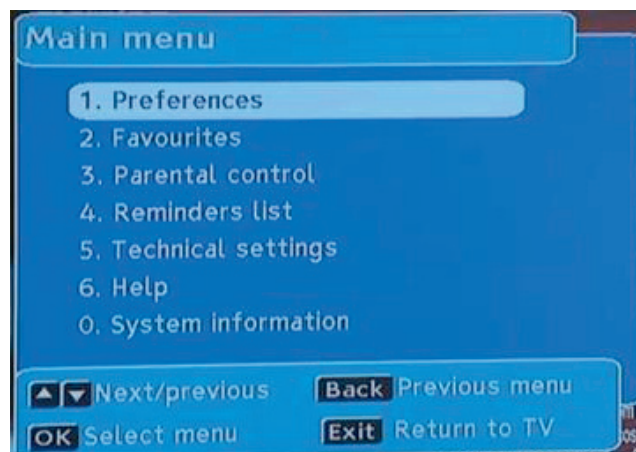 Main menu
1. Preferences
2. Favourites
3. Parental control
4. Reminders list
5. Technical settings
6. Help
0. System information
▲ ▼ Next/previous Back Previous menu
OK Select menu Exit Return to TV